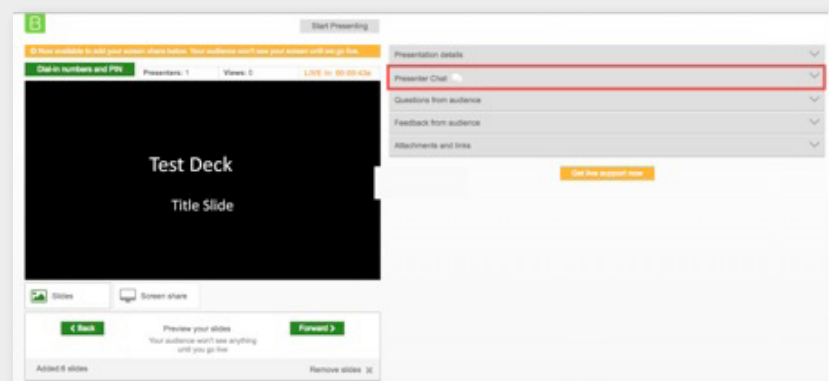 B
Start Presenting
Now available to add your screen share below. Your audience won't see your screen until we go live.
Dial-in numbers and PIN
Presenters: 1
Views: 0
LIVE in: 00:00:43s
Test Deck
Title Slide
Slides
Screen share
Back
Preview your slides
Forward
Your audience won't see anything
until you go live
Added 6 slides
Remove slides
Presentation details
Presenter Chat
Questions from audience
Feedback from audience
Attachments and links
Get live support now